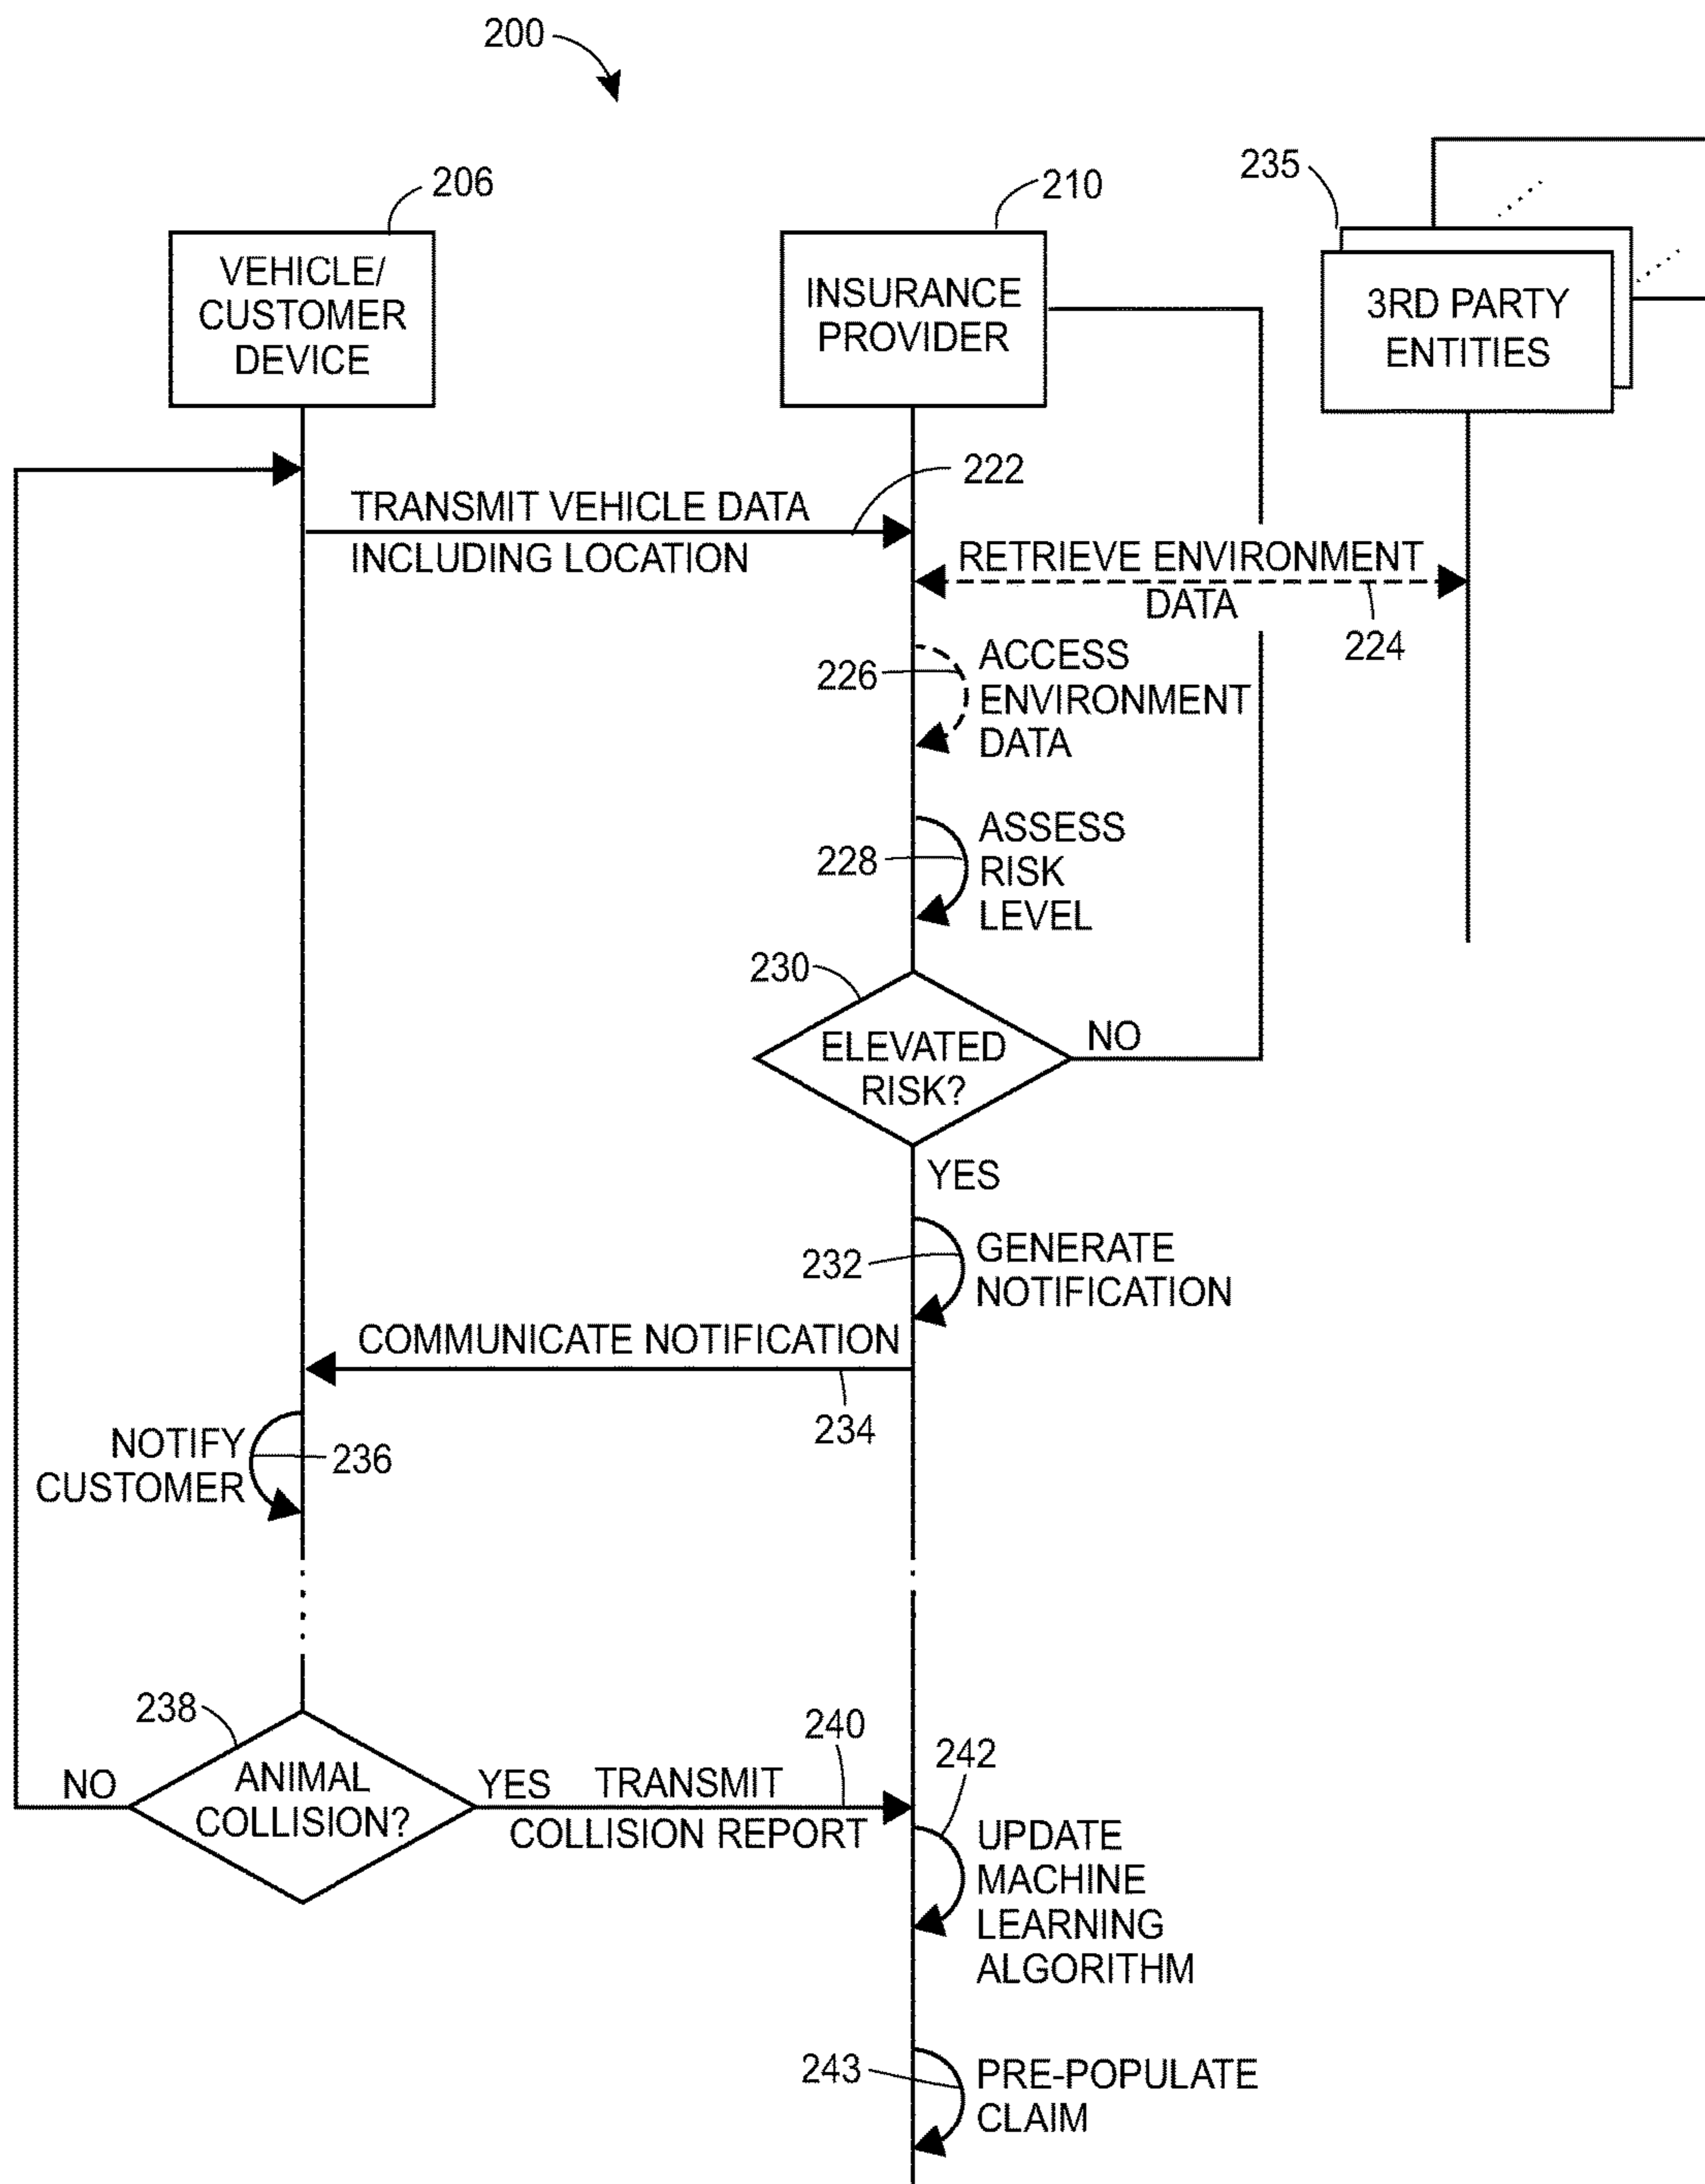 200
206
210
235
VEHICLE/
CUSTOMER
DEVICE
INSURANCE
PROVIDER
3RD PARTY
ENTITIES
222
TRANSMIT VEHICLE DATA
INCLUDING LOCATION
RETRIEVE ENVIRONMENT
DATA
224
226
ACCESS
ENVIRONMENT
DATA
228
ASSESS
RISK
LEVEL
230
ELEVATED
RISK?
NO
YES
232
GENERATE
NOTIFICATION
COMMUNICATE NOTIFICATION
234
NOTIFY
CUSTOMER
236
238
ANIMAL
COLLISION?
NO
YES
TRANSMIT
COLLISION REPORT
240
242
UPDATE
MACHINE
LEARNING
ALGORITHM
243
PRE-POPULATE
CLAIM